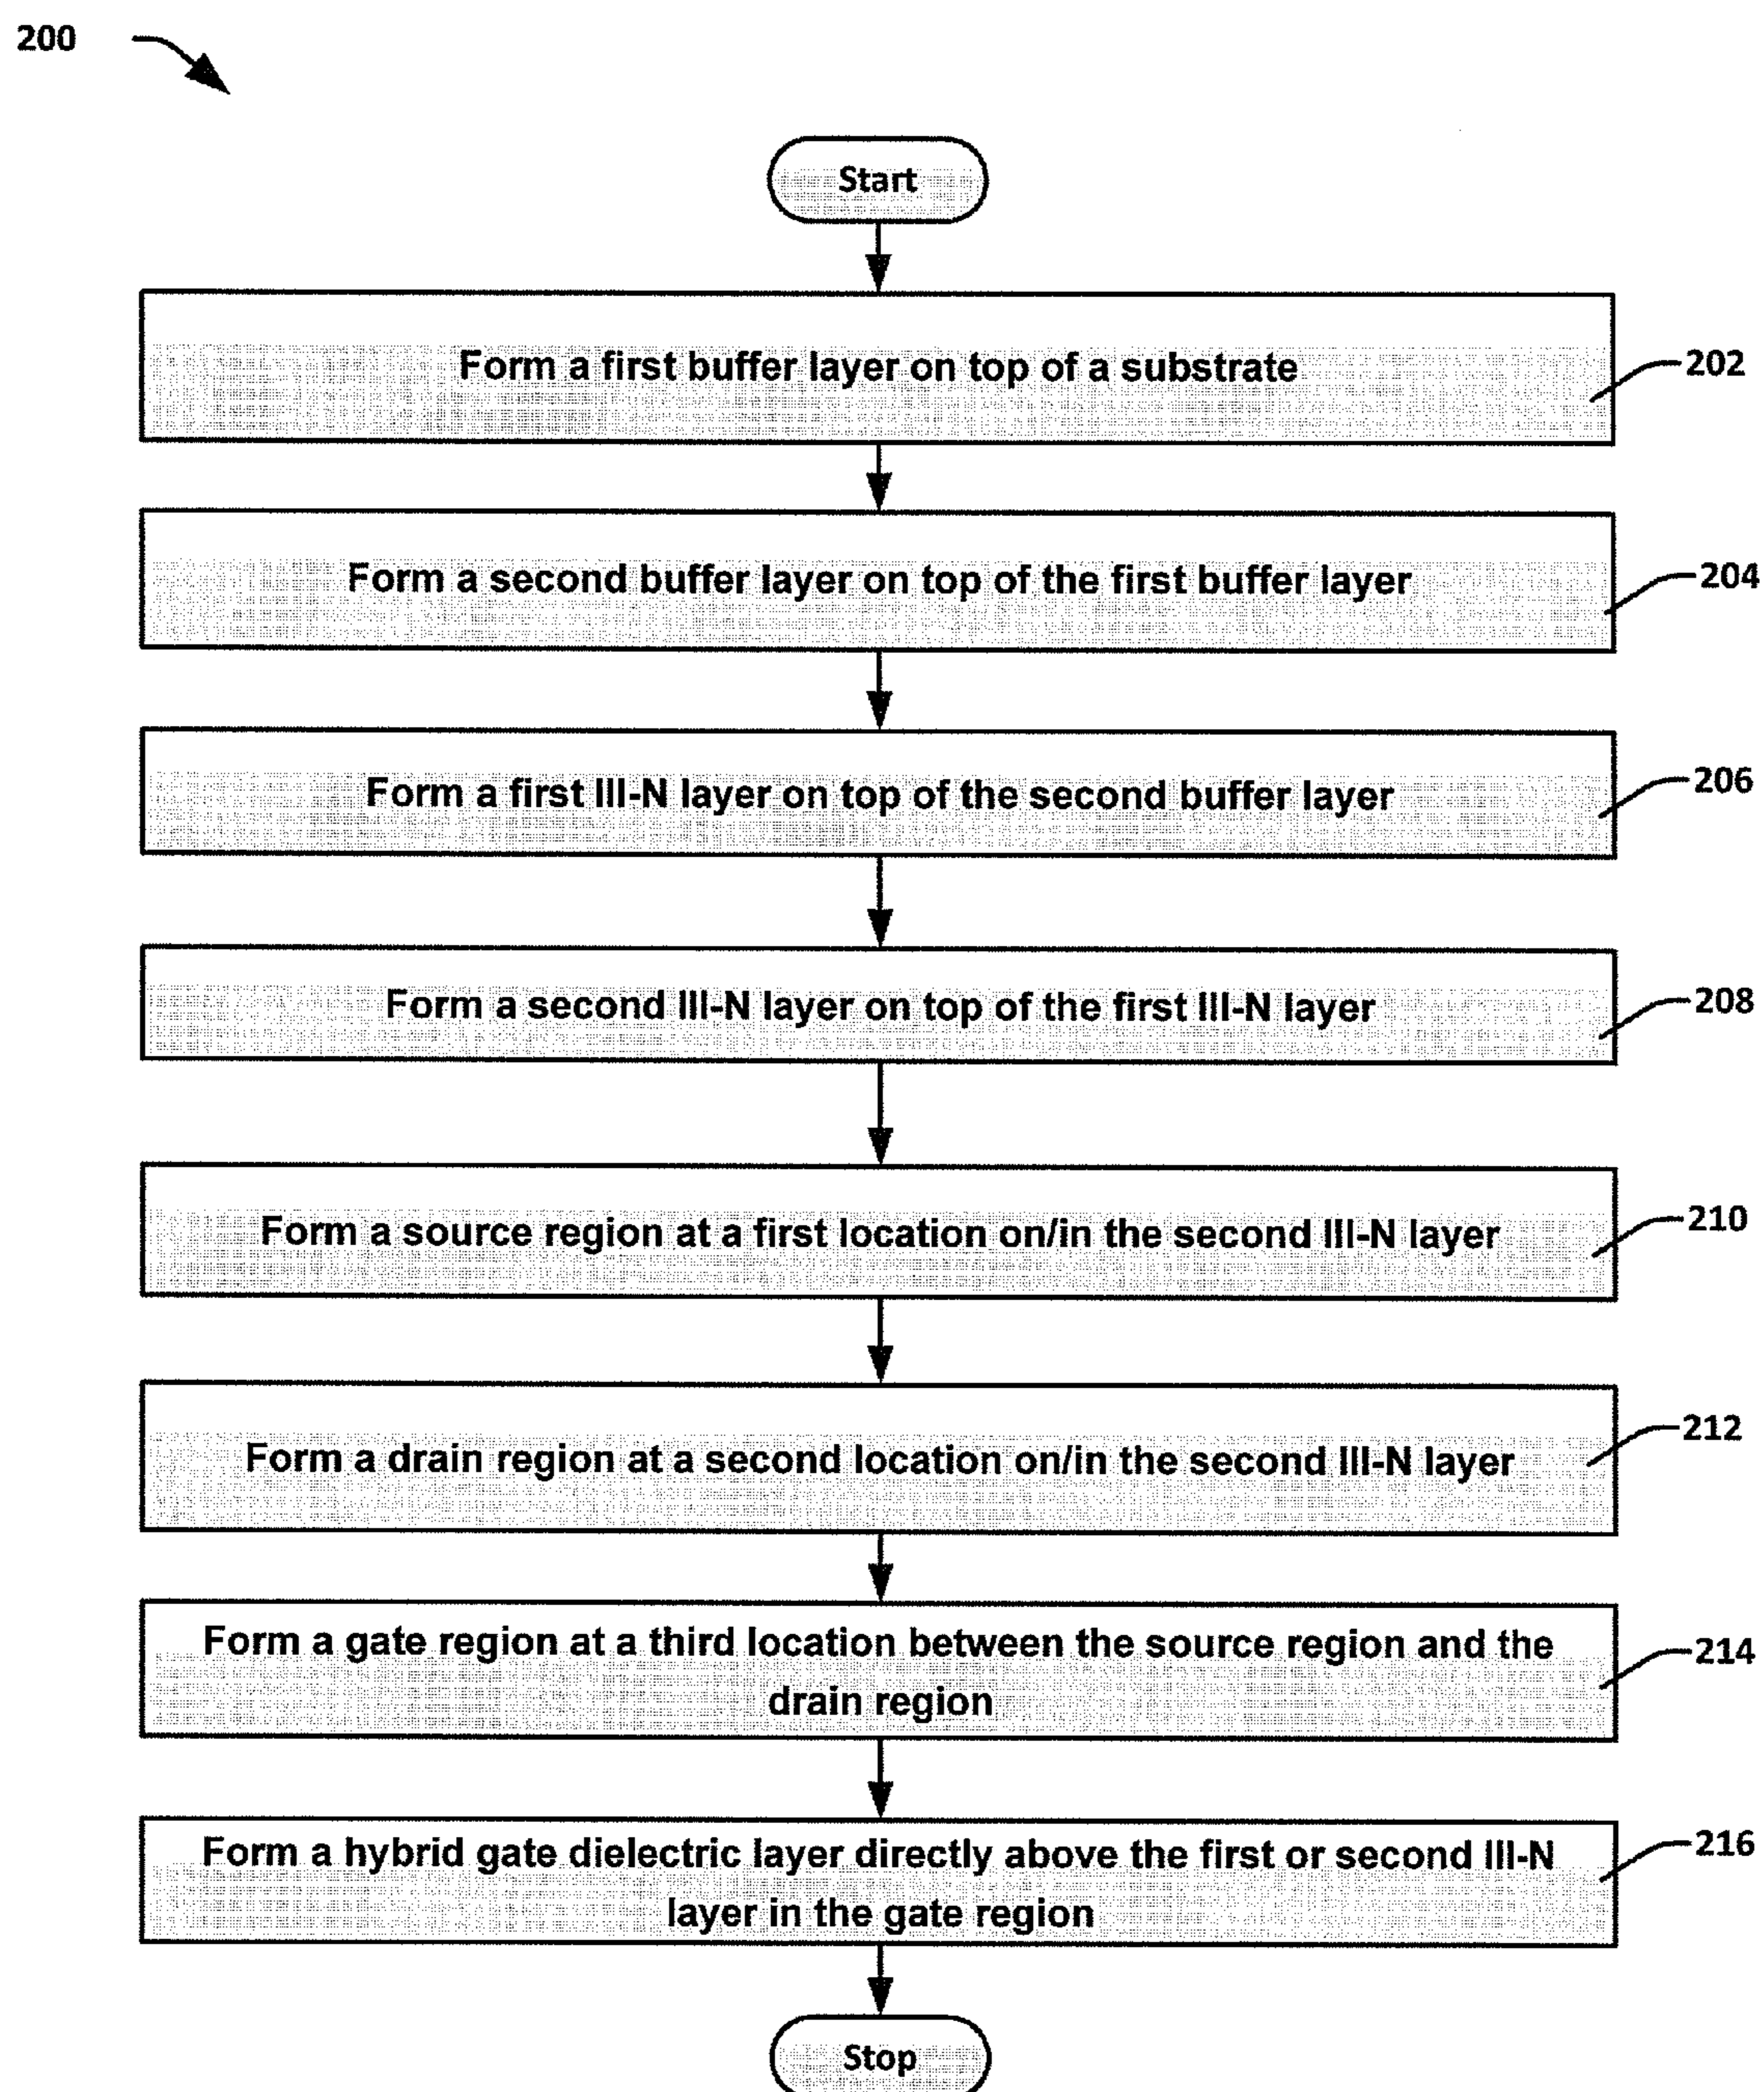 200
Start
Form a first buffer layer on top of a substrate
202
Form a second buffer layer on top of the first buffer layer
204
Form a first III-N layer on top of the second buffer layer
206
Form a second III-N layer on top of the first III-N layer
208
Form a source region at a first location on/in the second III-N layer
210
Form a drain region at a second location on/in the second III-N layer
212
Form a gate region at a third location between the source region and the
drain region
214
Form a hybrid gate dielectric layer directly above the first or second III-N
layer in the gate region
216
Stop